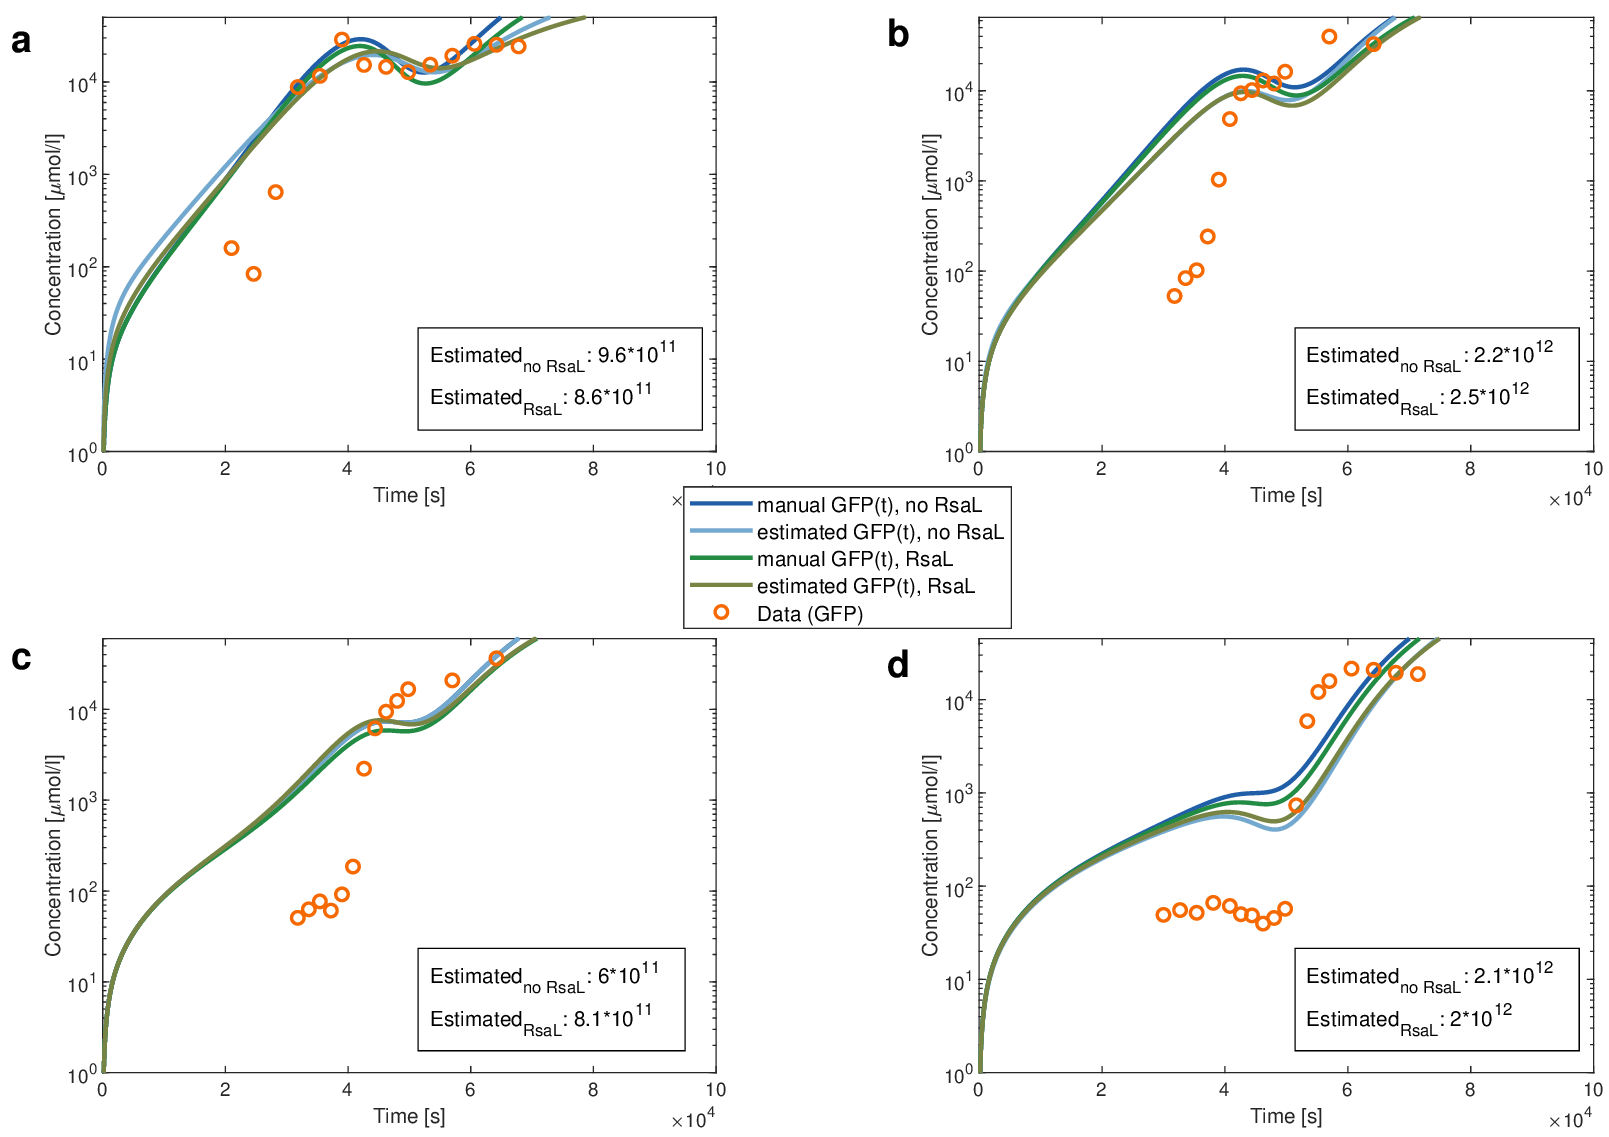 a
Concentration [μmol/l]
10^4
10^3
10^2
10^1
10^0
0 2 4 6 8 10
Time [s]
×
Estimated_no RsaL: 9.6*10^11
Estimated_RsaL: 8.6*10^11
b
Concentration [μmol/l]
10^4
10^3
10^2
10^1
10^0
0 2 4 6 8 10
Time [s]
×10^4
Estimated_no RsaL: 2.2*10^12
Estimated_RsaL: 2.5*10^12
manual GFP(t), no RsaL
estimated GFP(t), no RsaL
manual GFP(t), RsaL
estimated GFP(t), RsaL
Data (GFP)
c
Concentration [μmol/l]
10^4
10^3
10^2
10^1
10^0
0 2 4 6 8 10
Time [s]
×10^4
Estimated_no RsaL: 6*10^11
Estimated_RsaL: 8.1*10^11
d
Concentration [μmol/l]
10^4
10^3
10^2
10^1
10^0
0 2 4 6 8 10
Time [s]
×10^4
Estimated_no RsaL: 2.1*10^12
Estimated_RsaL: 2*10^12